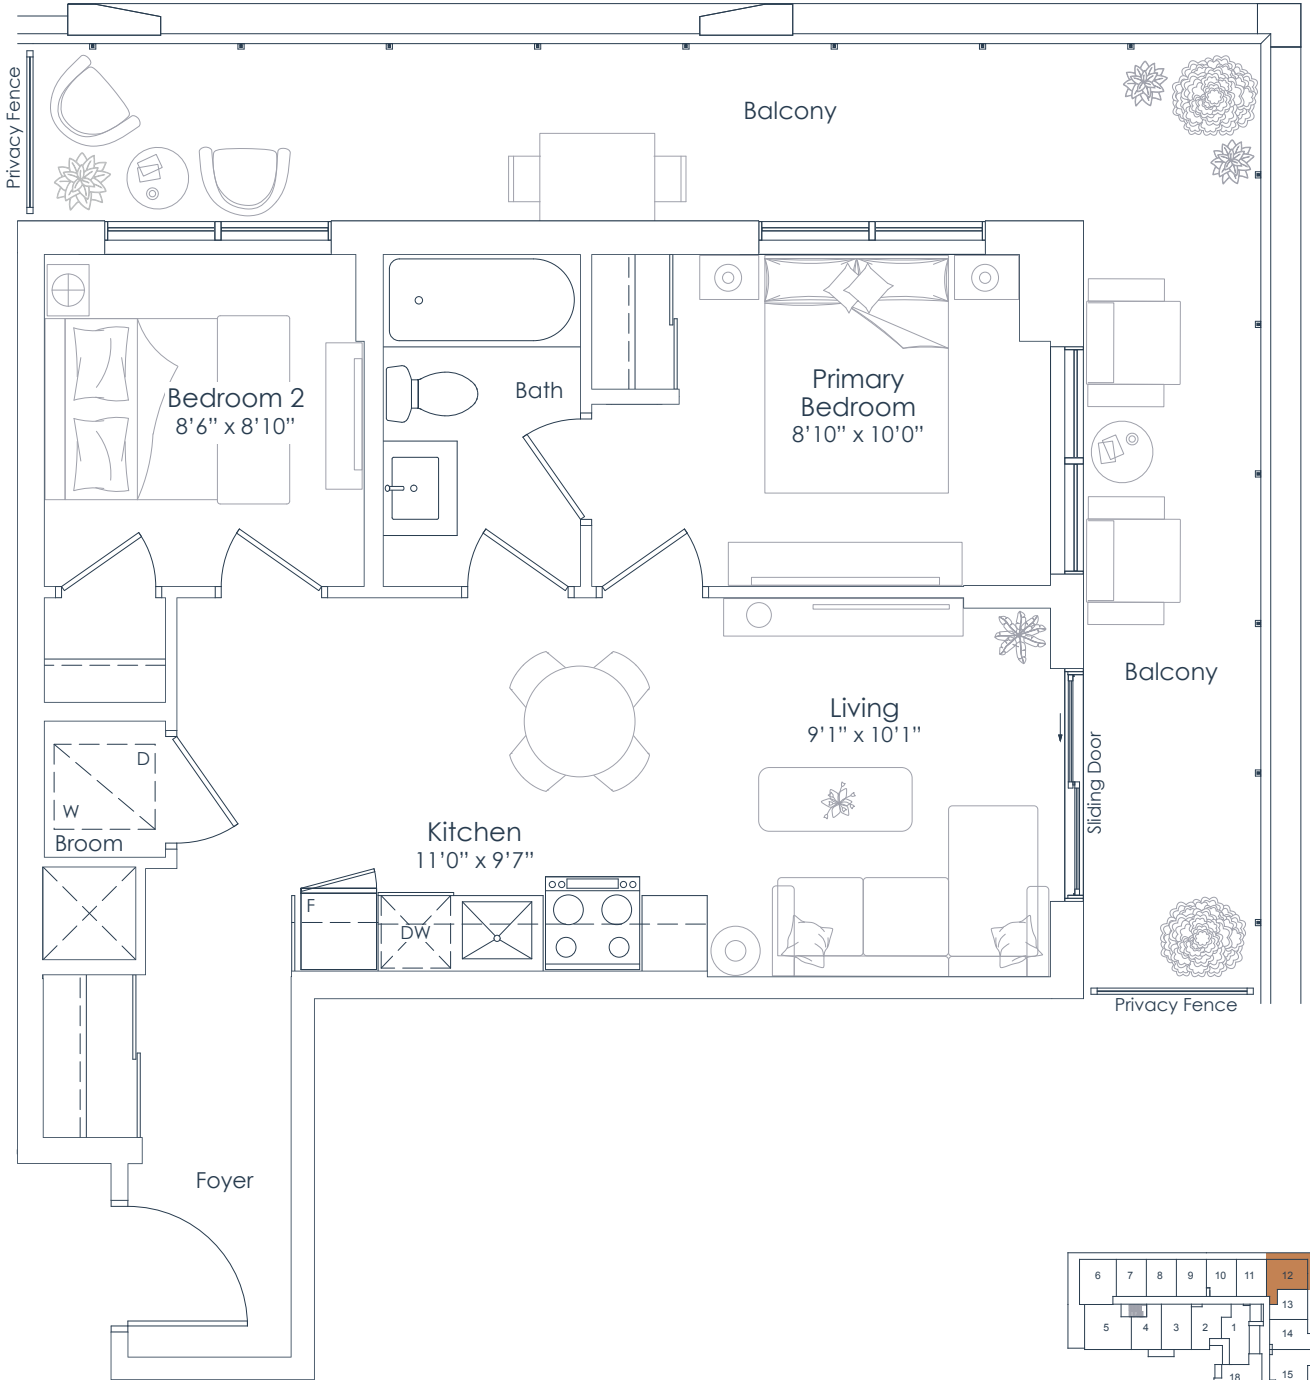 Privacy Fence
Balcony
Bedroom 2
8’6” x 8’10”
Bath
Primary
Bedroom
8’10” x 10’0”
Balcony
Living
9’1” x 10’1”
Sliding Door
D
W
Broom
Kitchen
11’0” x 9’7”
F
DW
Privacy Fence
Foyer
6 7 8 9 10 11 12
13
5 4 3 2 1
14
18 15